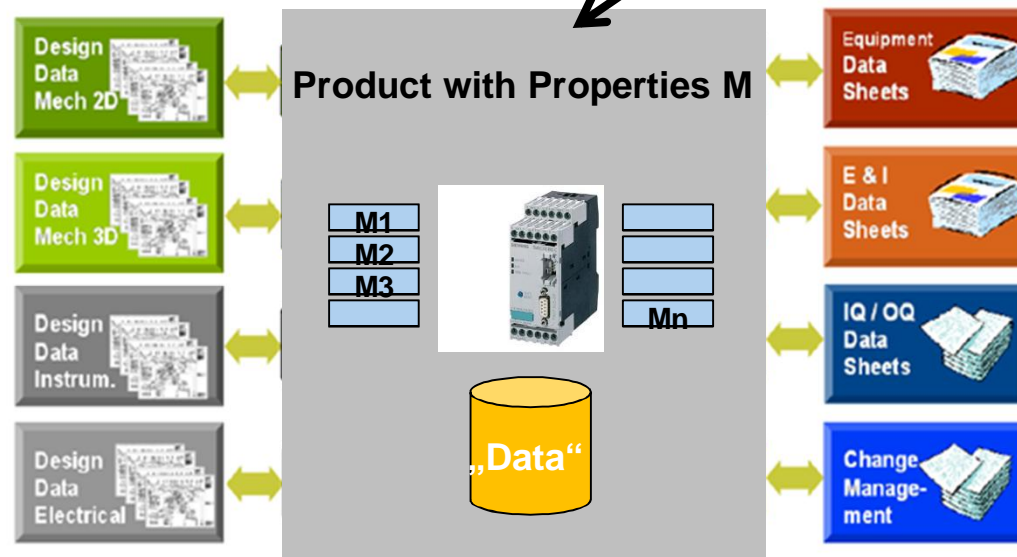 Design
Data
Mech 2D
Design
Data
Mech 3D
Design
Data
Instrum.
Design
Data
Electrical
Product with Properties M
M1
M2
M3
Mn
„Data“
Equipment
Data
Sheets
E & I
Data
Sheets
IQ / OQ
Data
Sheets
Change
Manage-
ment